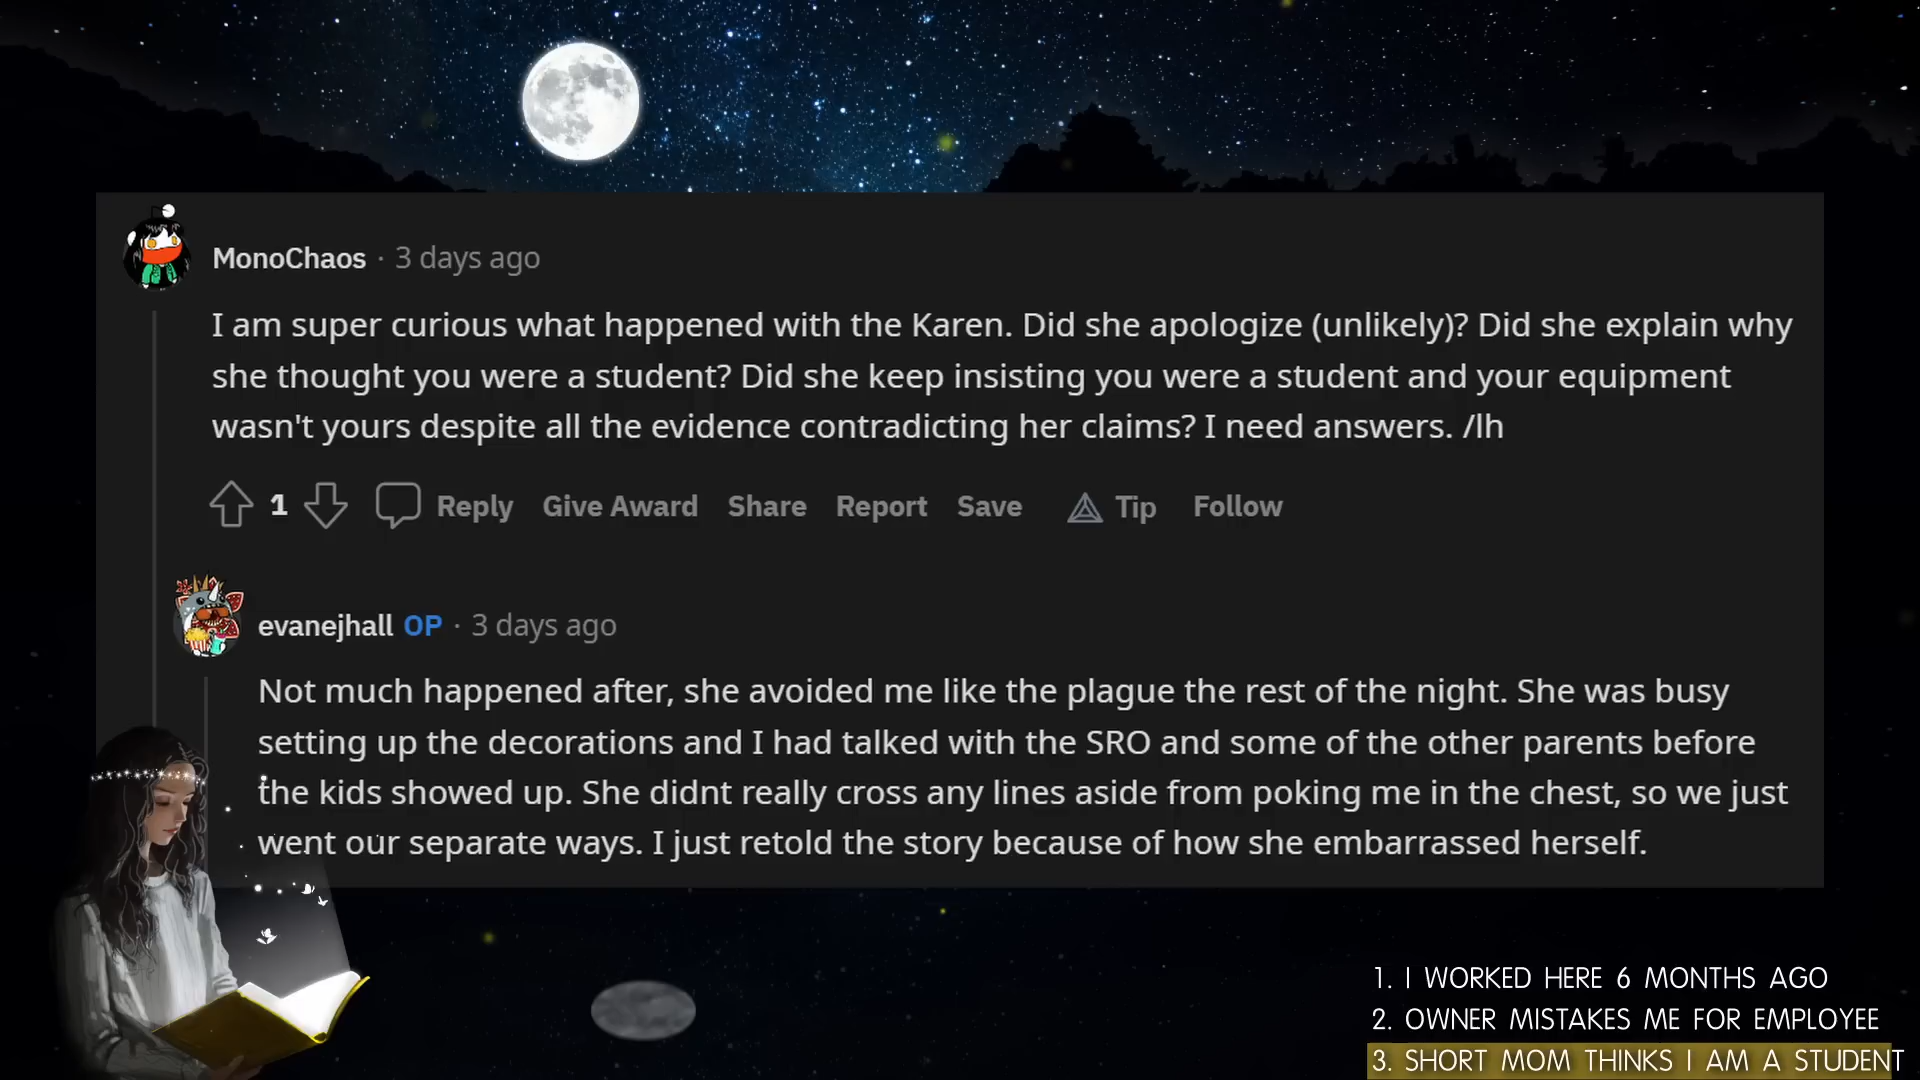 MonoChaos · 3 days ago
I am super curious what happened with the Karen. Did she apologize (unlikely)? Did she explain why
she thought you were a student? Did she keep insisting you were a student and your equipment
wasn't yours despite all the evidence contradicting her claims? I need answers. /lh
1 Reply Give Award Share Report Save Tip Follow
evanejhall OP · 3 days ago
Not much happened after, she avoided me like the plague the rest of the night. She was busy
setting up the decorations and I had talked with the SRO and some of the other parents before
the kids showed up. She didnt really cross any lines aside from poking me in the chest, so we just
went our separate ways. I just retold the story because of how she embarrassed herself.
1. I WORKED HERE 6 MONTHS AGO
2. OWNER MISTAKES ME FOR EMPLOYEE
3. SHORT MOM THINKS I AM A STUDENT